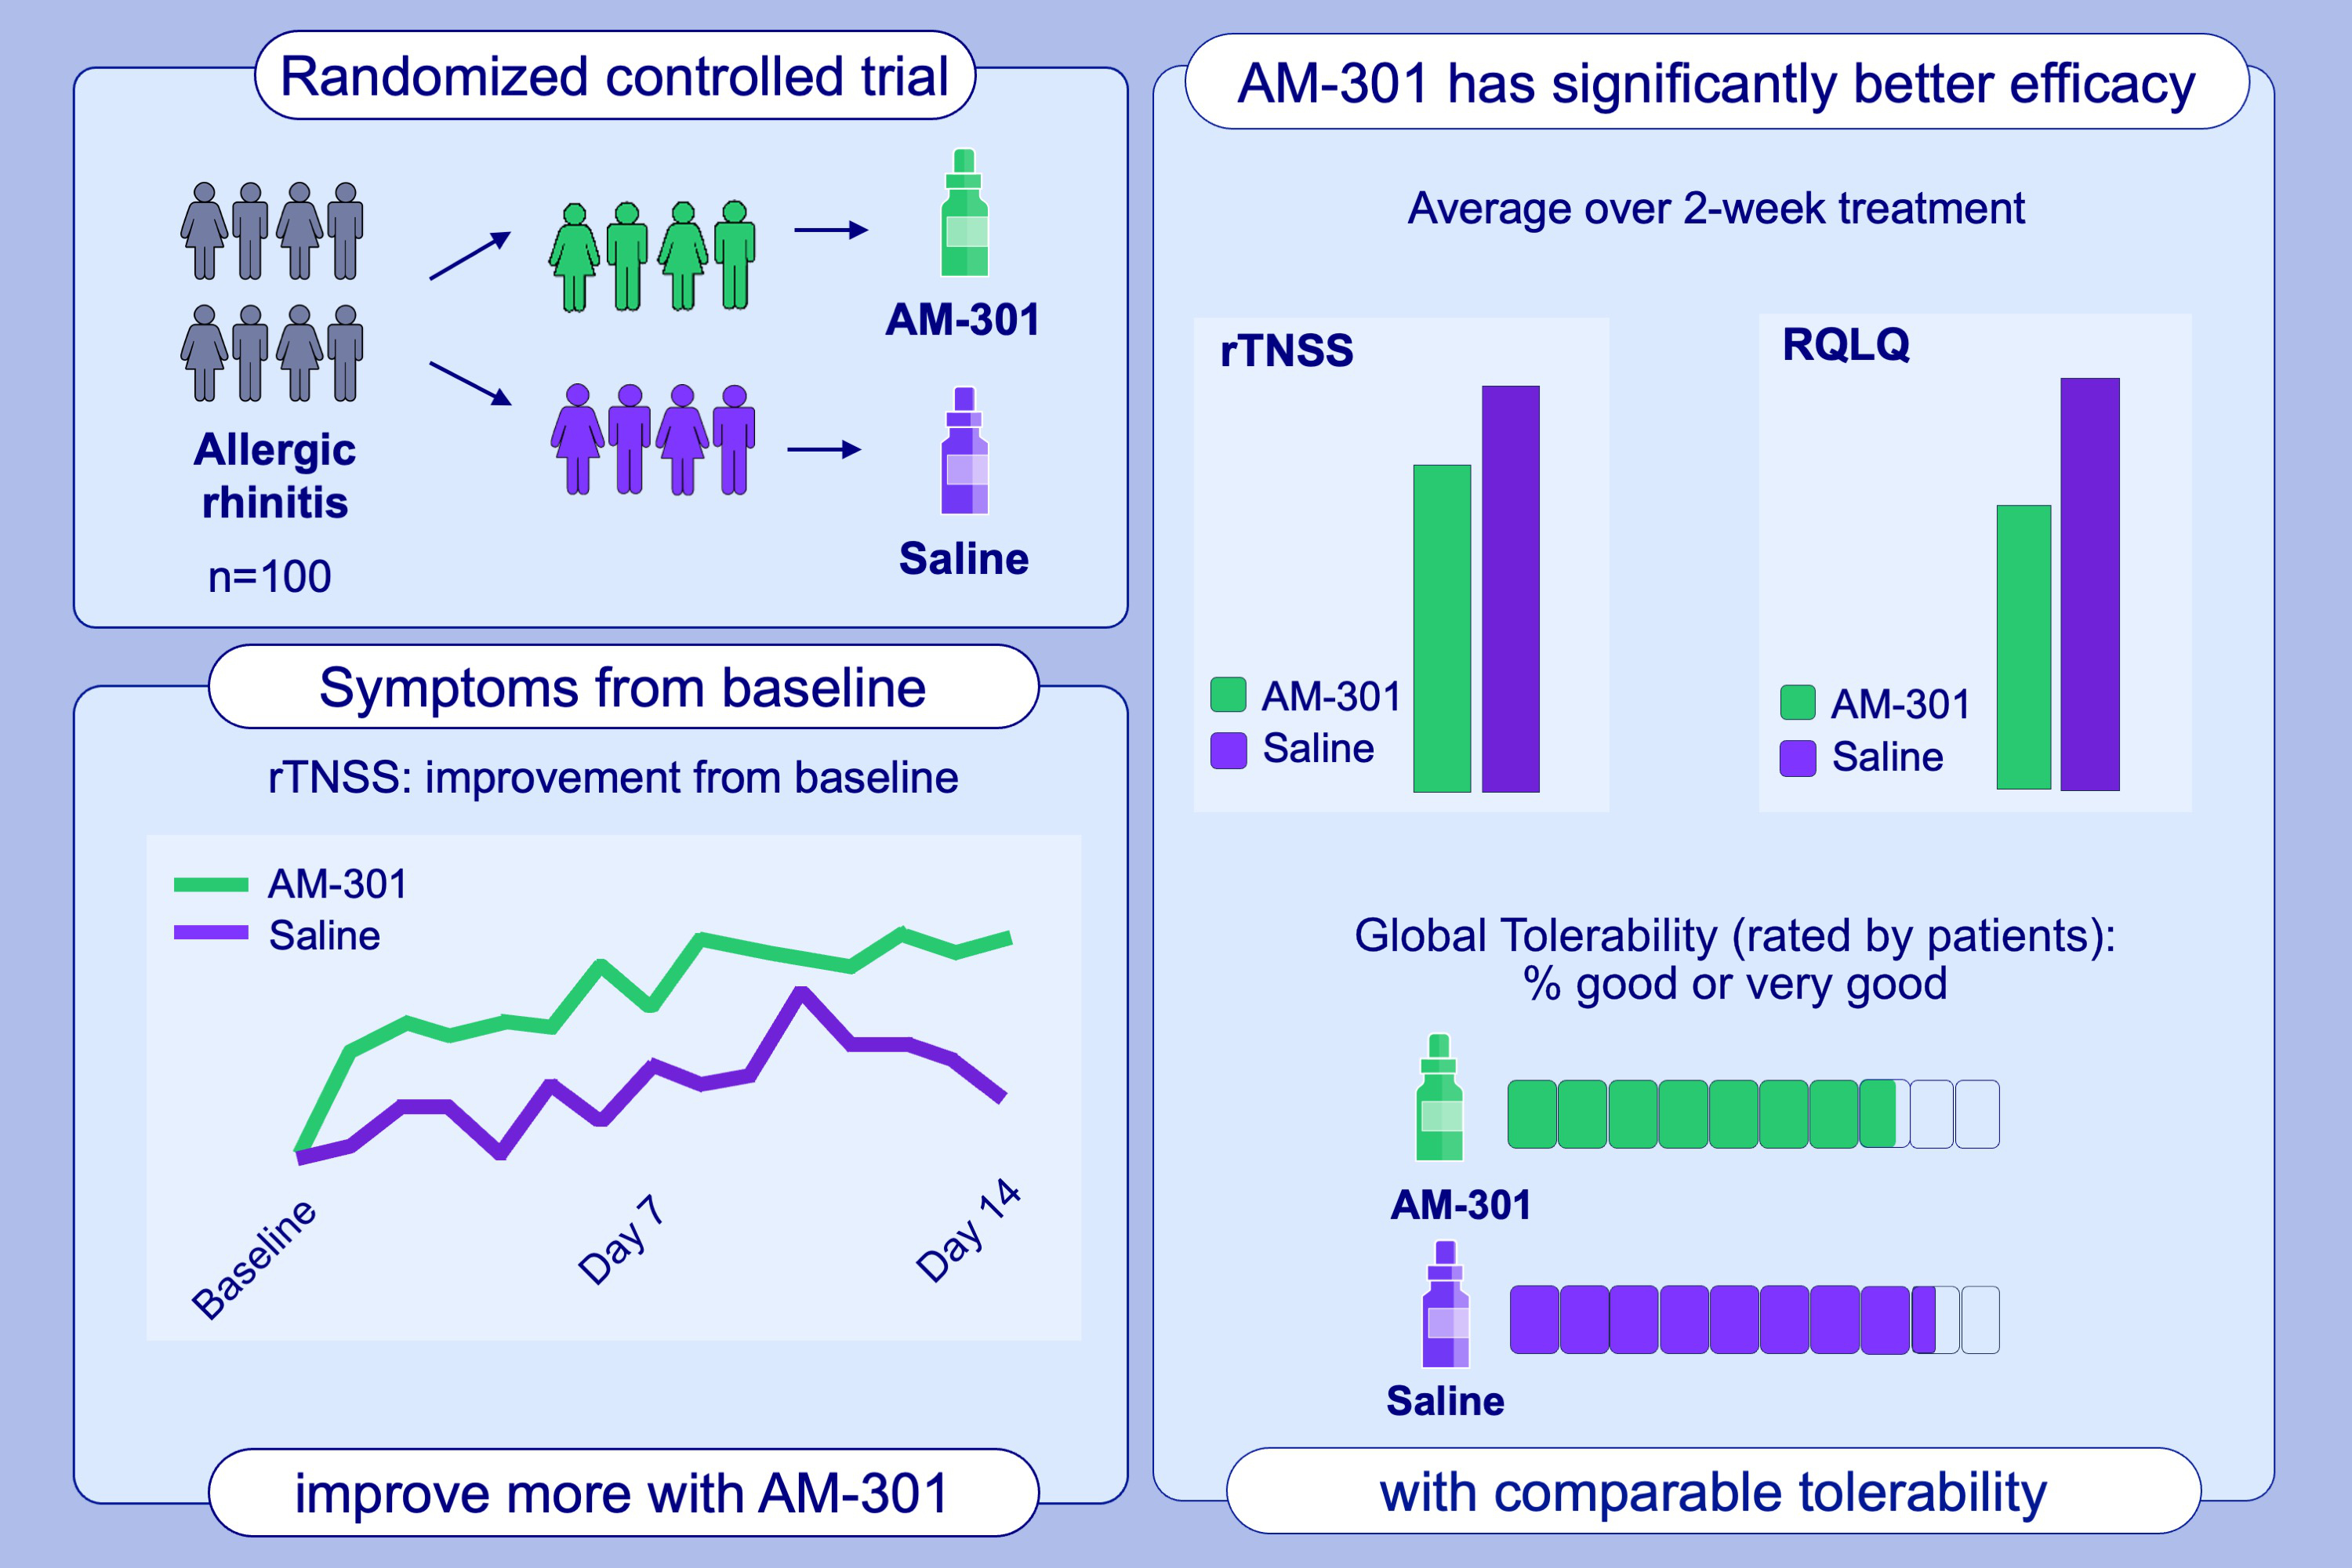 Randomized controlled trial
Allergic
rhinitis
n=100
AM-301
Saline
Symptoms from baseline
rTNSS: improvement from baseline
AM-301
Saline
Baseline
Day 7
Day 14
improve more with AM-301
AM-301 has significantly better efficacy
Average over 2-week treatment
rTNSS
AM-301
Saline
RQLQ
AM-301
Saline
Global Tolerability (rated by patients):
% good or very good
AM-301
Saline
with comparable tolerability